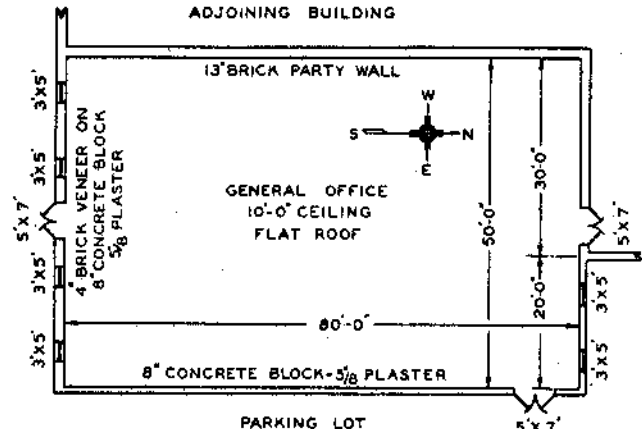 ADJOINING BUILDING
13" BRICK PARTY WALL
3'X5'
3'X5'
5'X7'
3'X5'
3'X5'
4" BRICK VENEER ON
8" CONCRETE BLOCK
5/8 PLASTER
W
S
N
E
GENERAL OFFICE
10'-0" CEILING
FLAT ROOF
50'-0"
30'-0"
20'-0"
5'X7'
3'X5'
3'X5'
80'-0"
8" CONCRETE BLOCK-5/8 PLASTER
PARKING LOT
5'X7'